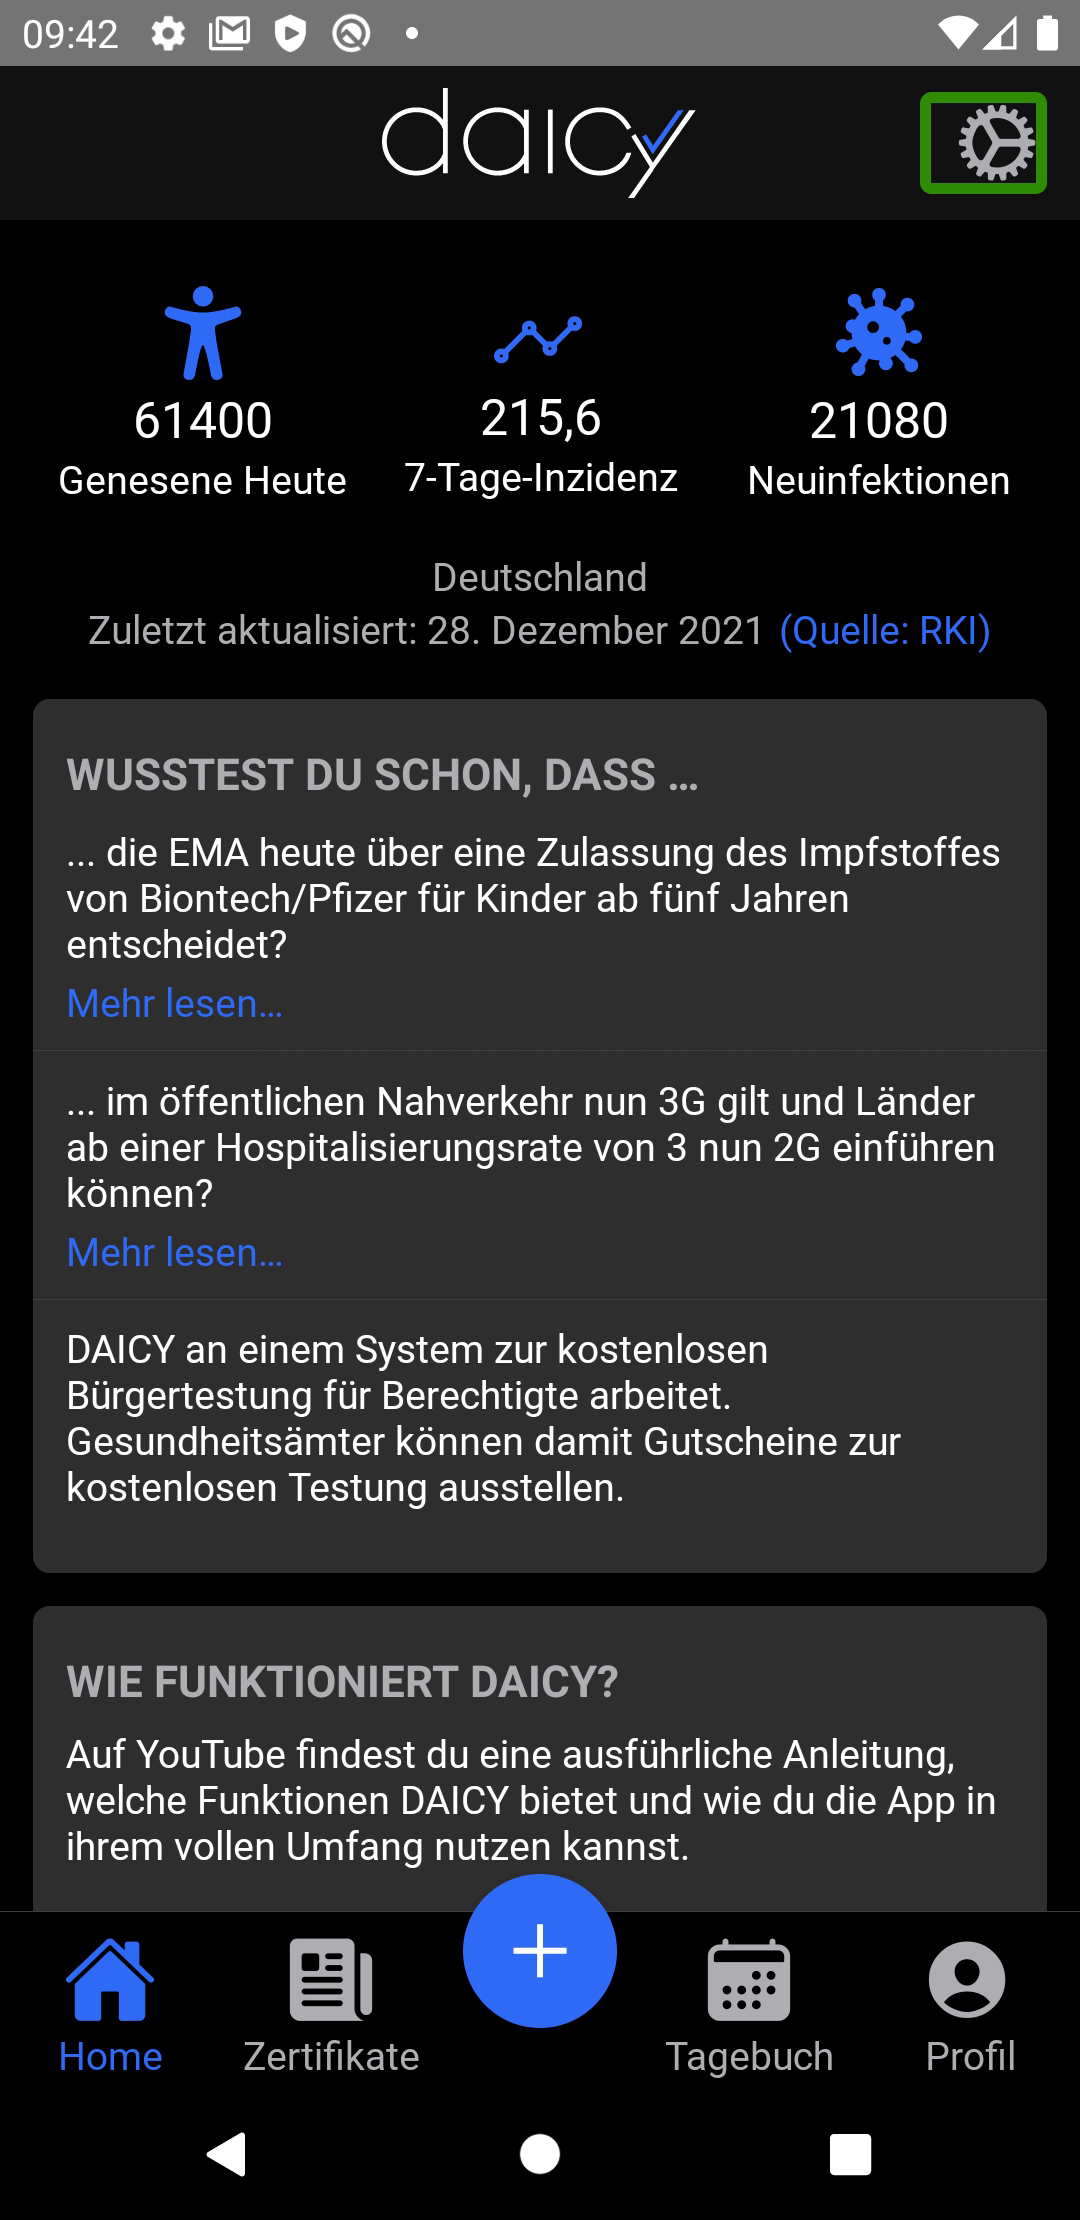 09:42
daicy
61400
Genesene Heute
215,6
7-Tage-Inzidenz
21080
Neuinfektionen
Deutschland
Zuletzt aktualisiert: 28. Dezember 2021 (Quelle: RKI)
WUSSTEST DU SCHON, DASS ...
... die EMA heute über eine Zulassung des Impfstoffes
von Biontech/Pfizer für Kinder ab fünf Jahren
entscheidet?
Mehr lesen...
... im öffentlichen Nahverkehr nun 3G gilt und Länder
ab einer Hospitalisierungsrate von 3 nun 2G einführen
können?
Mehr lesen...
DAICY an einem System zur kostenlosen
Bürgertestung für Berechtigte arbeitet.
Gesundheitsämter können damit Gutscheine zur
kostenlosen Testung ausstellen.
WIE FUNKTIONIERT DAICY?
Auf YouTube findest du eine ausführliche Anleitung,
welche Funktionen DAICY bietet und wie du die App in
ihrem vollen Umfang nutzen kannst.
Home
Zertifikate
Tagebuch
Profil